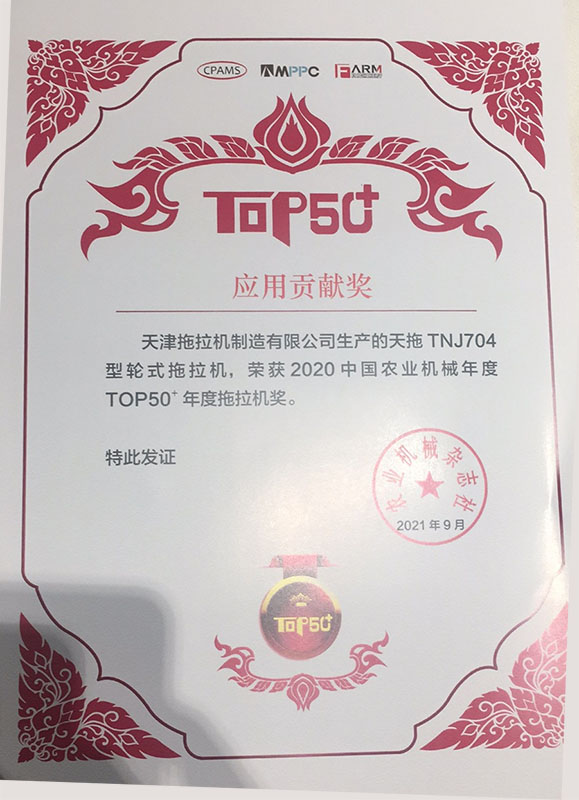 CPAMS AMPPC FARM
TOP50+
应用贡献奖
天津拖拉机制造有限公司生产的天拖 TNJ704
型轮式拖拉机，荣获 2020 中国农业机械年度
TOP50+ 年度拖拉机奖。
特此发证
农业机械杂志社
2021 年 9 月
TOP50+